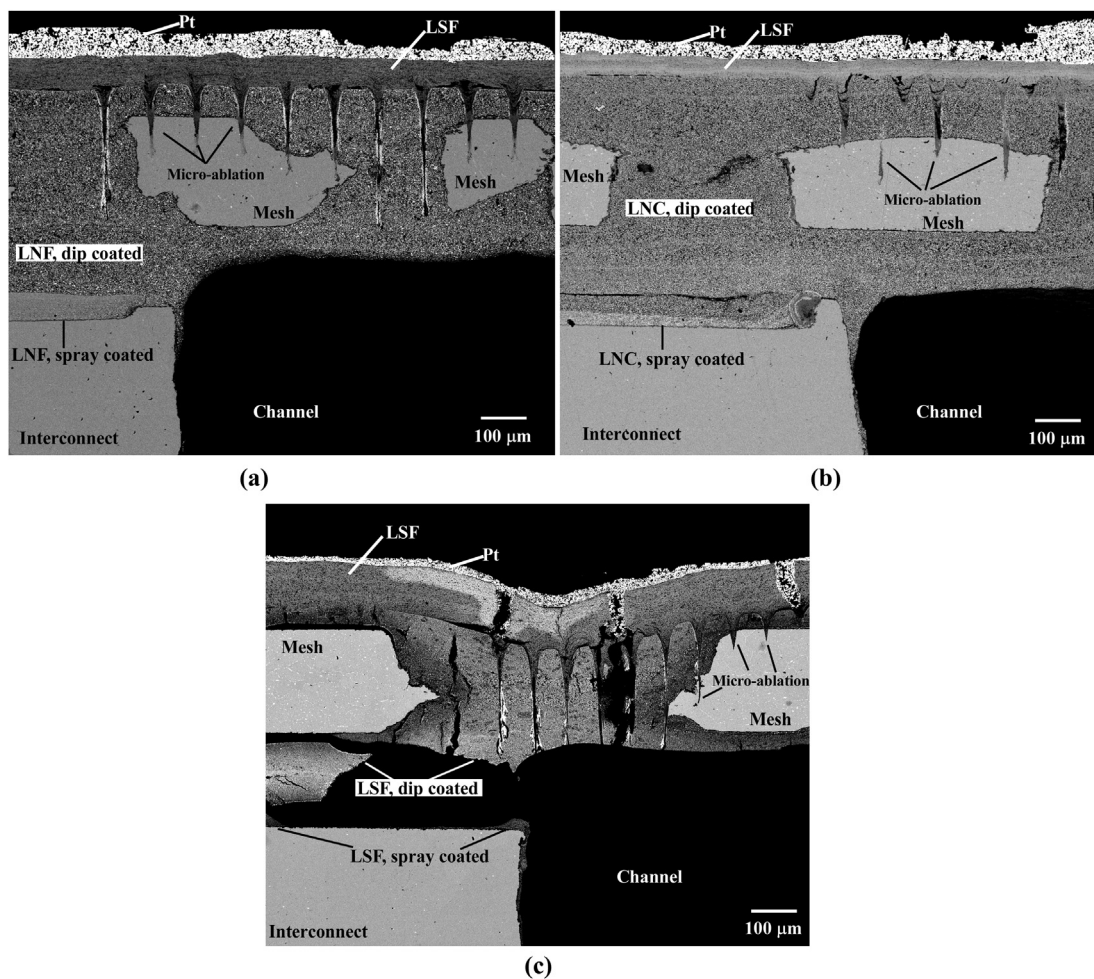 Pt
LSF
Micro-ablation
Mesh
Mesh
LNF, dip coated
LNF, spray coated
Channel
Interconnect
100 μm
(a)
Pt
LSF
Mesh
Micro-ablation
LNC, dip coated
Mesh
LNC, spray coated
Channel
Interconnect
100 μm
(b)
LSF
Pt
Mesh
Micro-ablation
Mesh
LSF, dip coated
LSF, spray coated
Channel
Interconnect
100 μm
(c)